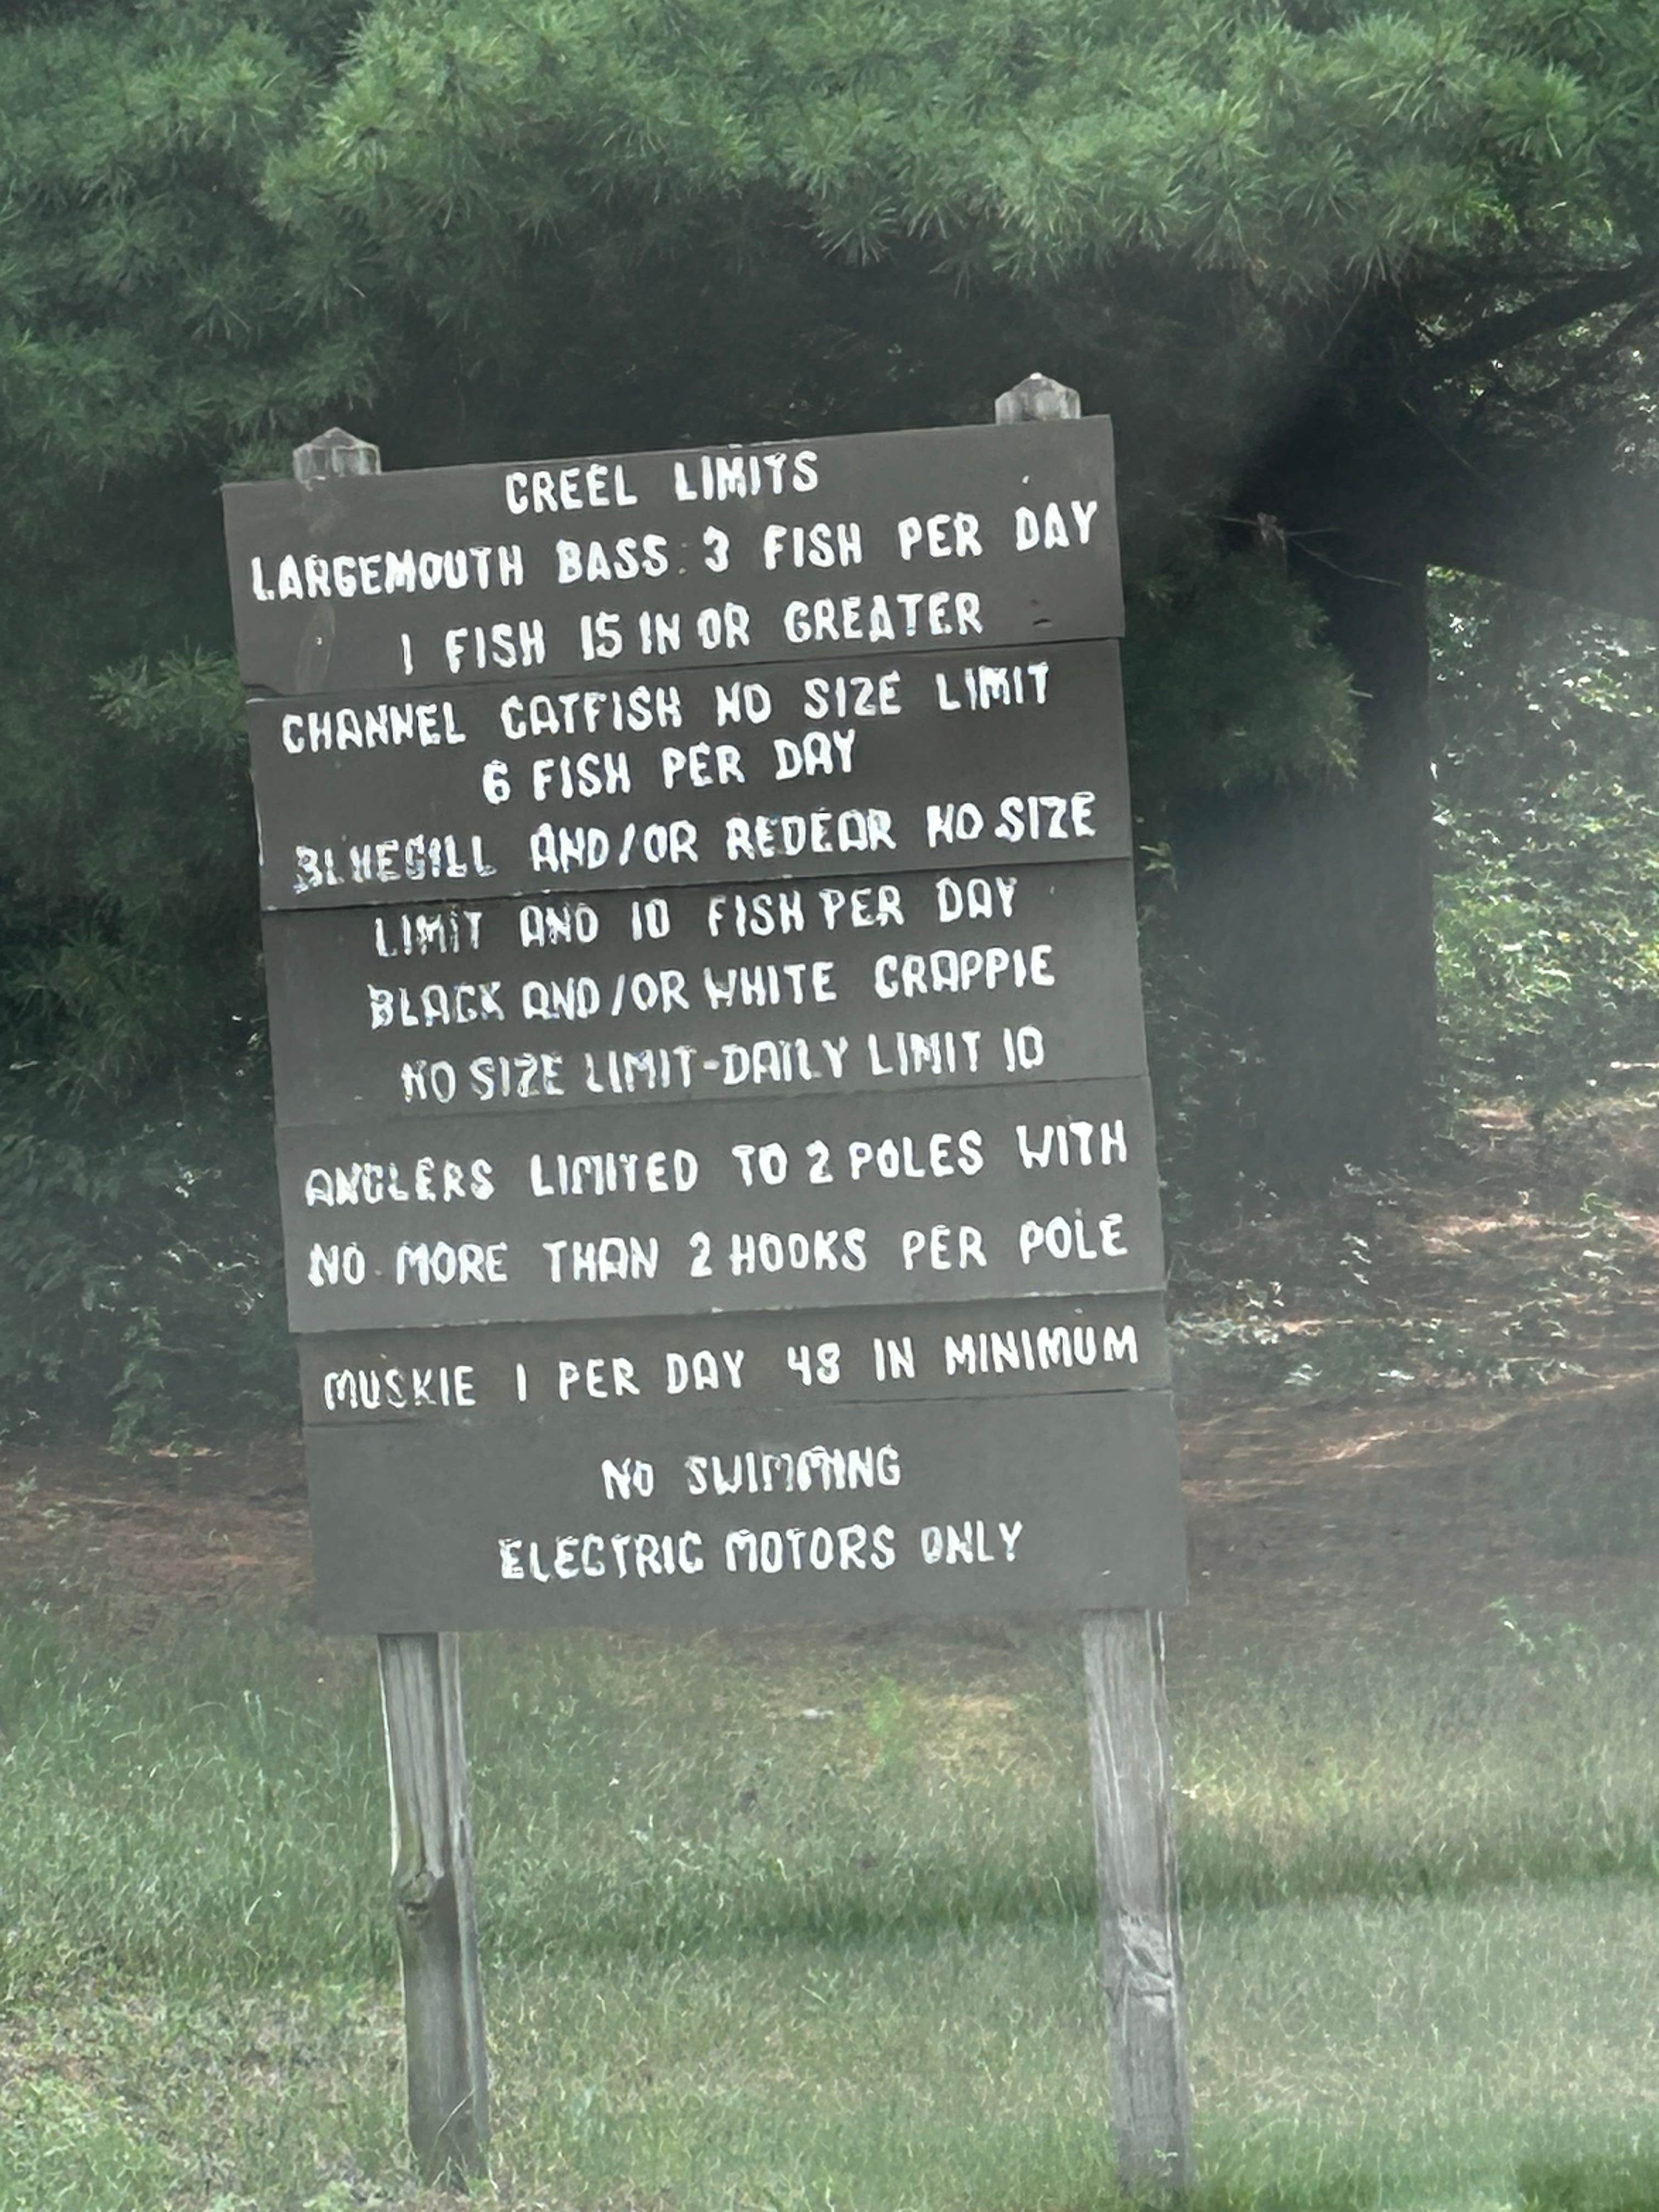 CREEL LIMITS
LARGEMOUTH BASS: 3 FISH PER DAY
1 FISH 15 IN OR GREATER
CHANNEL CATFISH NO SIZE LIMIT
6 FISH PER DAY
BLUEGILL AND/OR REDEAR NO SIZE
LIMIT AND 10 FISH PER DAY
BLACK AND/OR WHITE CRAPPIE
NO SIZE LIMIT-DAILY LIMIT 10
ANGLERS LIMITED TO 2 POLES WITH
NO MORE THAN 2 HOOKS PER POLE
MUSKIE 1 PER DAY 48 IN MINIMUM
NO SWIMMING
ELECTRIC MOTORS ONLY